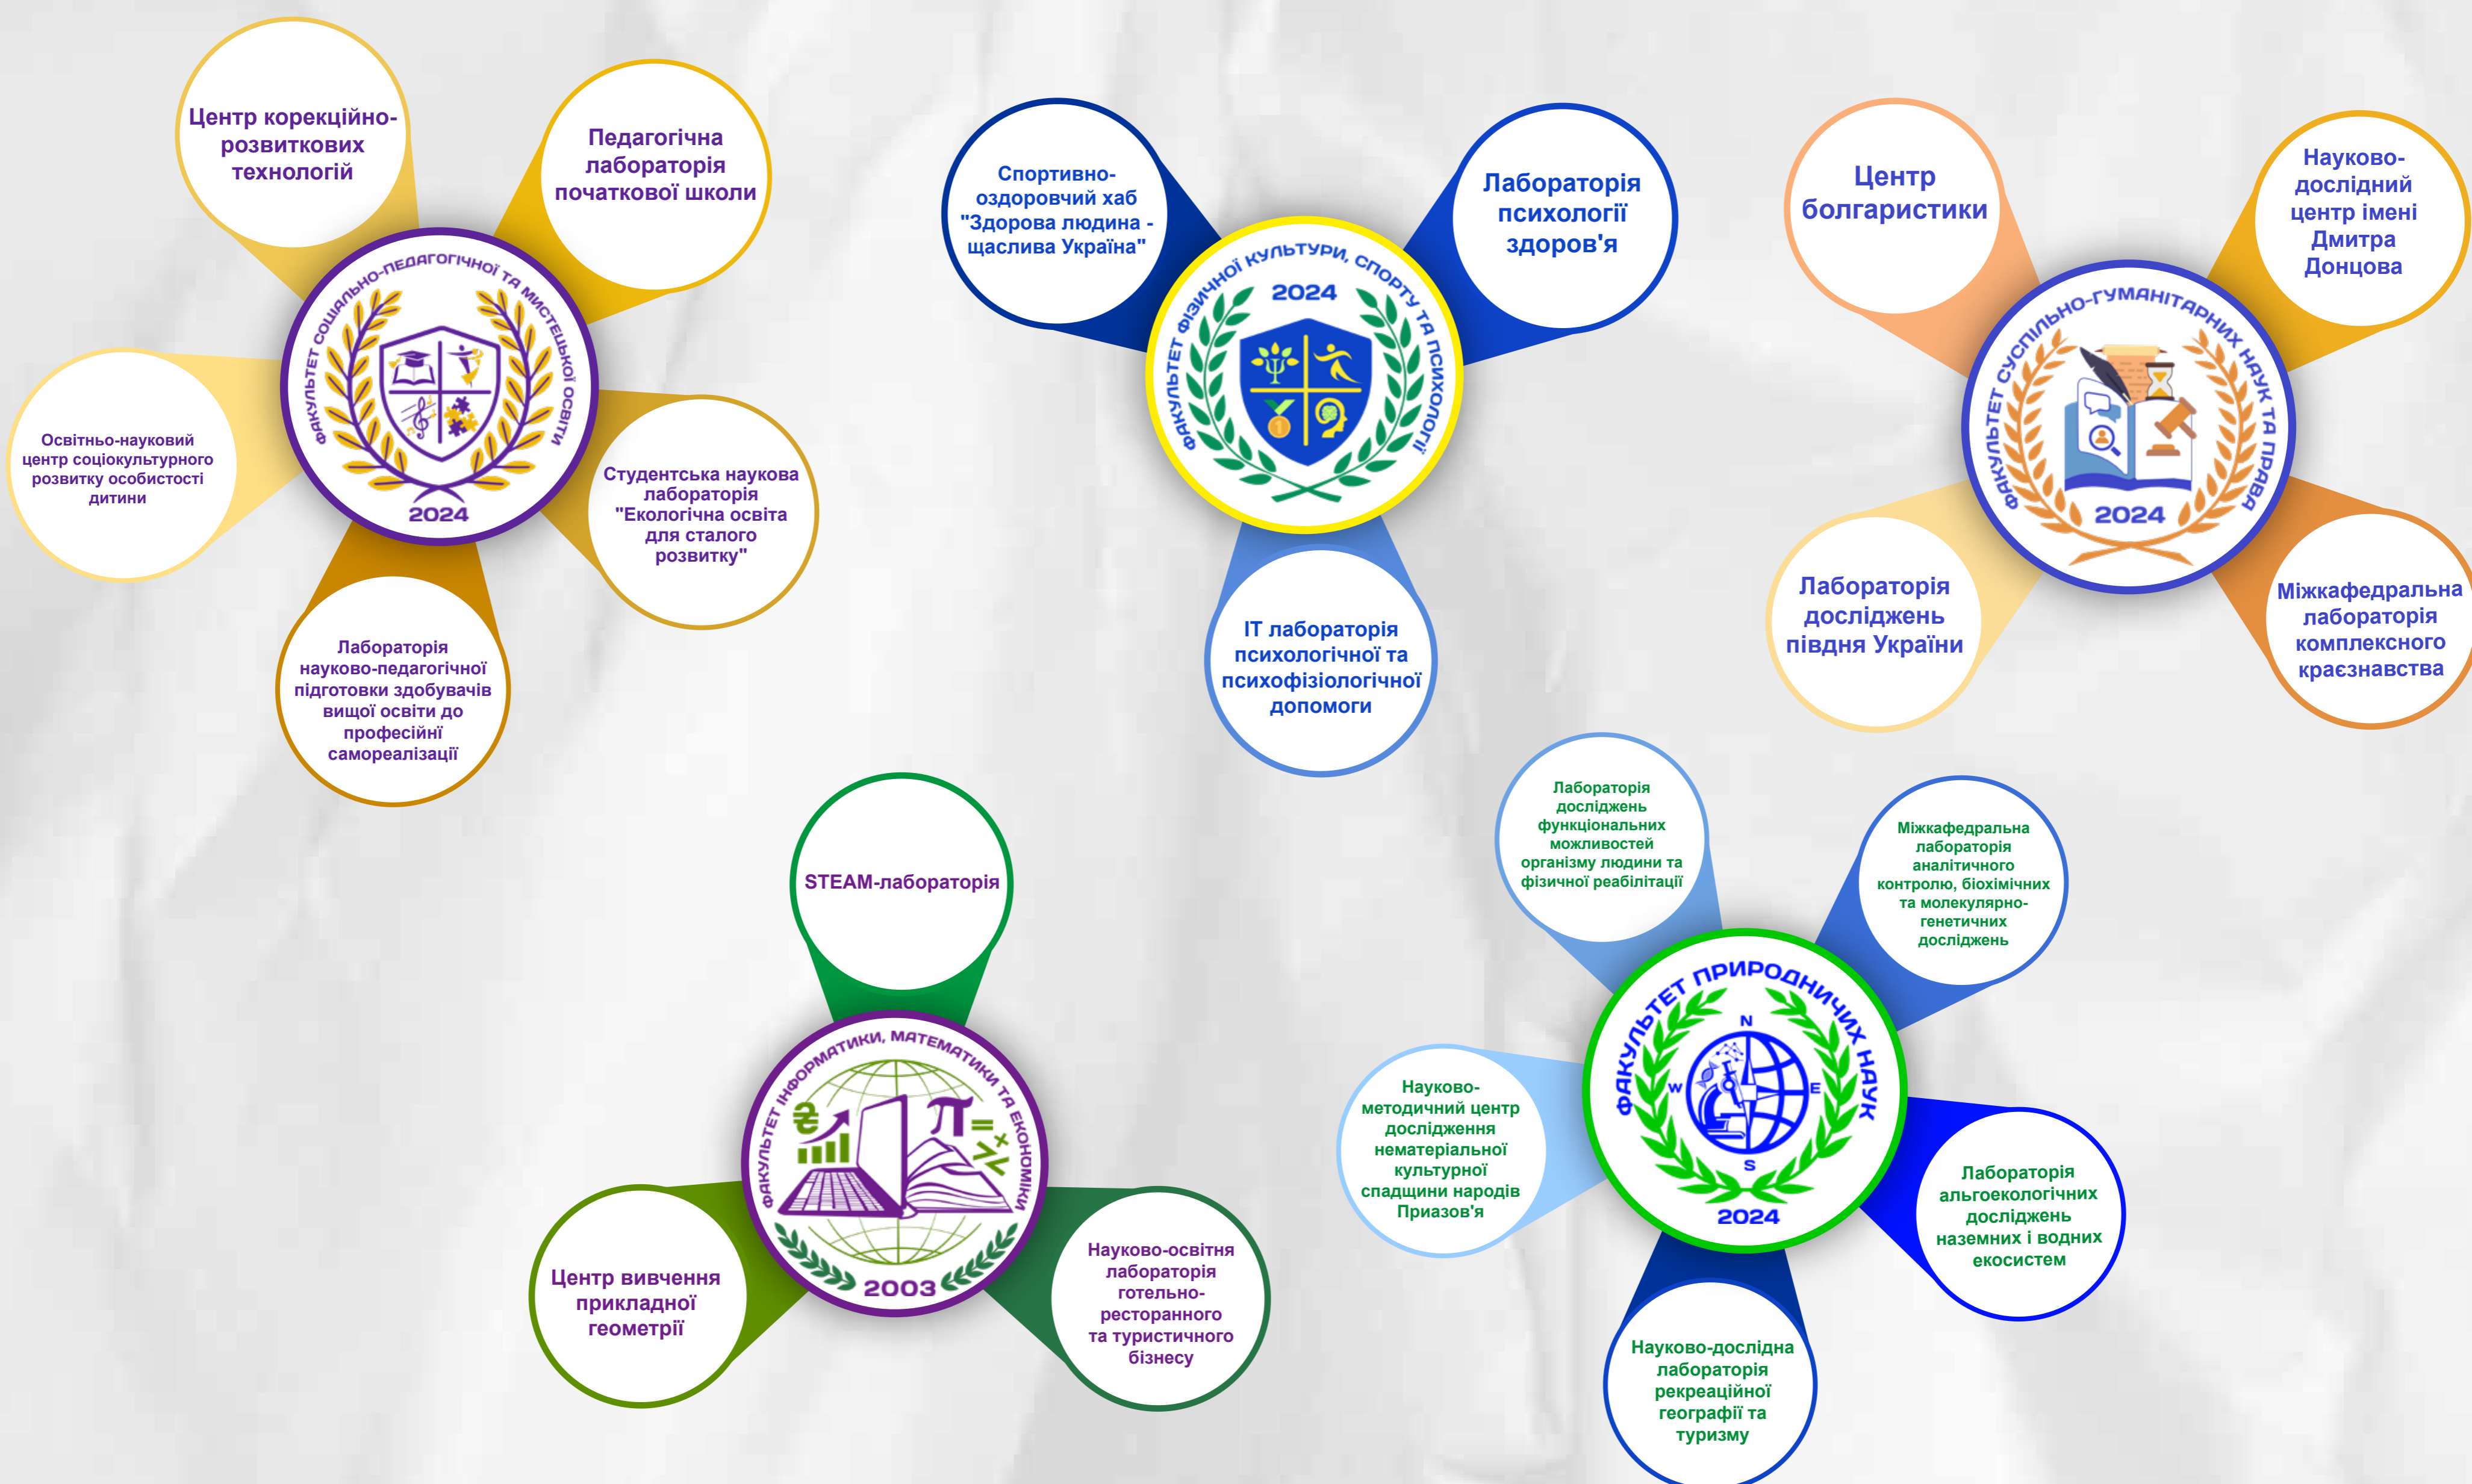 Центр корекційно-
розвиткових
технологій
Педагогічна
лабораторія
початкової школи
ФАКУЛЬТЕТ СОЦІАЛЬНО-ПЕДАГОГІЧНОЇ ТА МИСТЕЦЬКОЇ ОСВІТИ
2024
Освітньо-науковий
центр соціокультурного
розвитку особистості
дитини
Студентська наукова
лабораторія
"Екологічна освіта
для сталого
розвитку"
Лабораторія
науково-педагогічної
підготовки здобувачів
вищої освіти до
професійнї
самореалізації
Спортивно-
оздоровчий хаб
"Здорова людина -
щаслива Україна"
Лабораторія
психології
здоров'я
ФАКУЛЬТЕТ ФІЗИЧНОЇ КУЛЬТУРИ, СПОРТУ ТА ПСИХОЛОГІЇ
2024
1
ІТ лабораторія
психологічної та
психофізіологічної
допомоги
Центр
болгаристики
Науково-
дослідний
центр імені
Дмитра
Донцова
ФАКУЛЬТЕТ СУСПІЛЬНО-ГУМАНІТАРНИХ НАУК ТА ПРАВА
2024
Лабораторія
досліджень
півдня України
Міжкафедральна
лабораторія
комплексного
краєзнавства
STEAM-лабораторія
ФАКУЛЬТЕТ ІНФОРМАТИКИ, МАТЕМАТИКИ ТА ЕКОНОМІКИ
₴
π
2003
Центр вивчення
прикладної
геометрії
Науково-освітня
лабораторія
готельно-
ресторанного
та туристичного
бізнесу
Лабораторія
досліджень
функціональних
можливостей
організму людини та
фізичної реабілітації
Міжкафедральна
лабораторія
аналітичного
контролю, біохімічних
та молекулярно-
генетичних
досліджень
ФАКУЛЬТЕТ ПРИРОДНИЧИХ НАУК
N
W
E
S
2024
Науково-
методичний центр
дослідження
нематеріальної
культурної
спадщини народів
Приазов'я
Лабораторія
альгоекологічних
досліджень
наземних і водних
екосистем
Науково-дослідна
лабораторія
рекреаційної
географії та
туризму